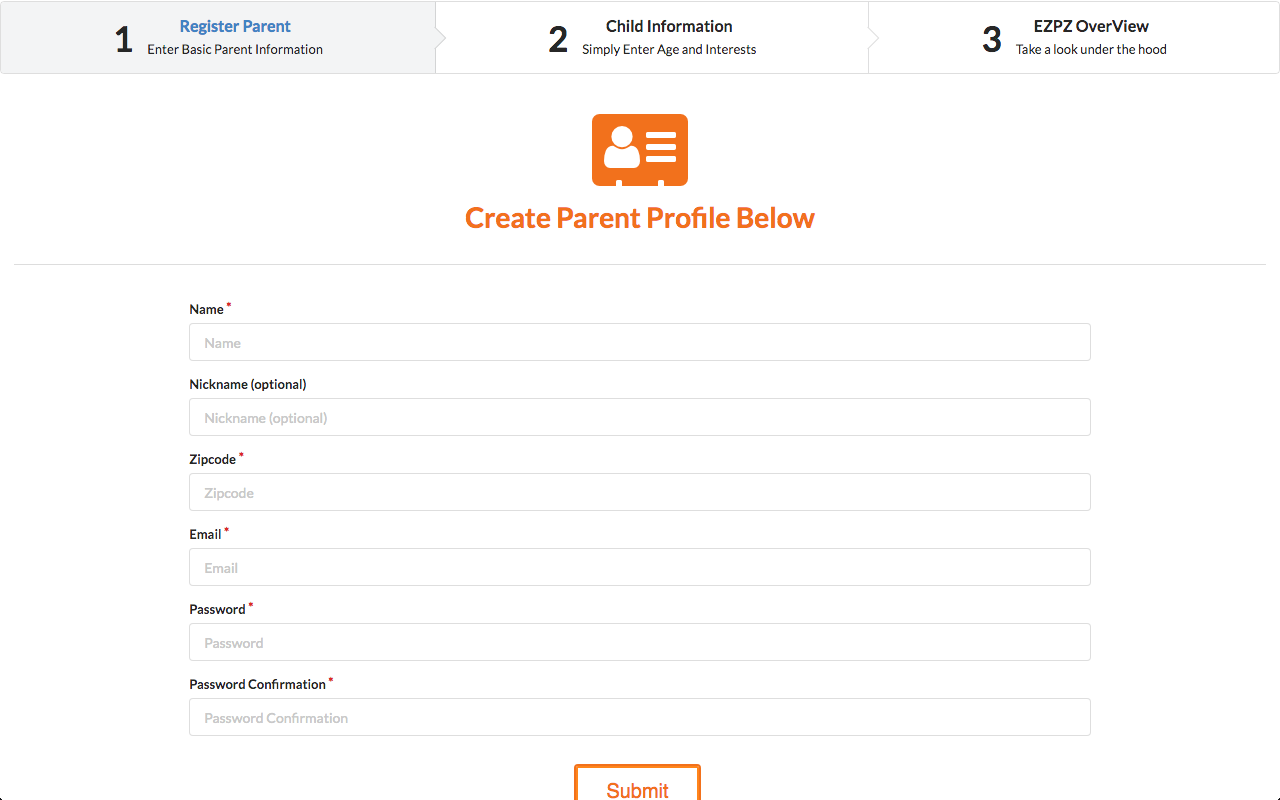 1
Register Parent
Enter Basic Parent Information
2
Child Information
Simply Enter Age and Interests
3
EZPZ OverView
Take a look under the hood
Create Parent Profile Below
Name *
Name
Nickname (optional)
Nickname (optional)
Zipcode *
Zipcode
Email *
Email
Password *
Password
Password Confirmation *
Password Confirmation
Submit